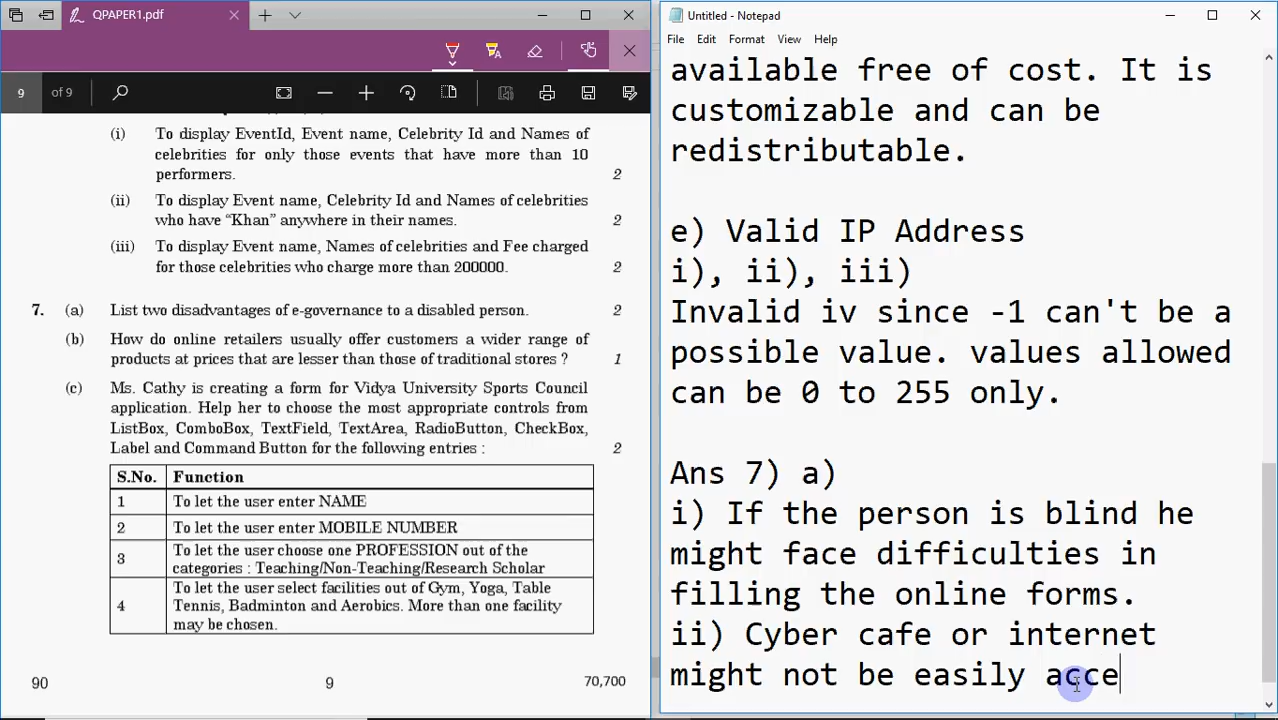 QPAPER1.pdf
9 of 9
(i) To display EventId, Event name, Celebrity Id and Names of
celebrities for only those events that have more than 10
performers. 2
(ii) To display Event name, Celebrity Id and Names of celebrities
who have “Khan” anywhere in their names. 2
(iii) To display Event name, Names of celebrities and Fee charged
for those celebrities who charge more than 200000. 2
7. (a) List two disadvantages of e-governance to a disabled person. 2
(b) How do online retailers usually offer customers a wider range of
products at prices that are lesser than those of traditional stores ? 1
(c) Ms. Cathy is creating a form for Vidya University Sports Council
application. Help her to choose the most appropriate controls from
ListBox, ComboBox, TextField, TextArea, RadioButton, CheckBox,
Label and Command Button for the following entries : 2
S.No. Function
1 To let the user enter NAME
2 To let the user enter MOBILE NUMBER
3 To let the user choose one PROFESSION out of the
categories : Teaching/Non-Teaching/Research Scholar
4 To let the user select facilities out of Gym, Yoga, Table
Tennis, Badminton and Aerobics. More than one facility
may be chosen.
90 9 70,700
Untitled - Notepad
File Edit Format View Help
available free of cost. It is
customizable and can be
redistributable.
e) Valid IP Address
i), ii), iii)
Invalid iv since -1 can't be a
possible value. values allowed
can be 0 to 255 only.
Ans 7) a)
i) If the person is blind he
might face difficulties in
filling the online forms.
ii) Cyber cafe or internet
might not be easily acce